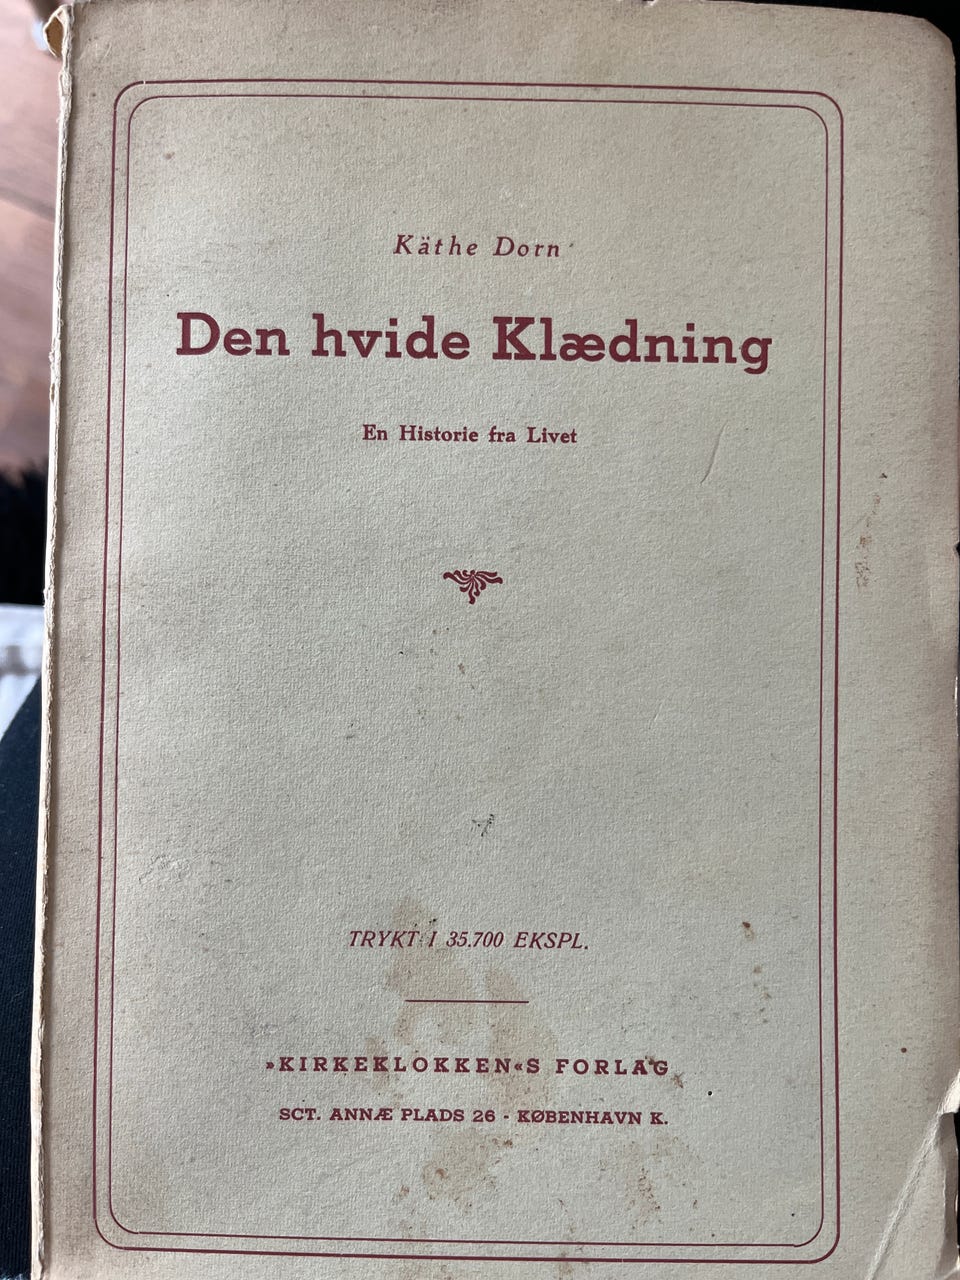 Käthe Dorn
Den hvide Klædning
En Historie fra Livet
TRYKT I 35.700 EKSPL.
»KIRKEKLOKKEN«S FORLAG
SCT. ANNÆ PLADS 26 - KØBENHAVN K.